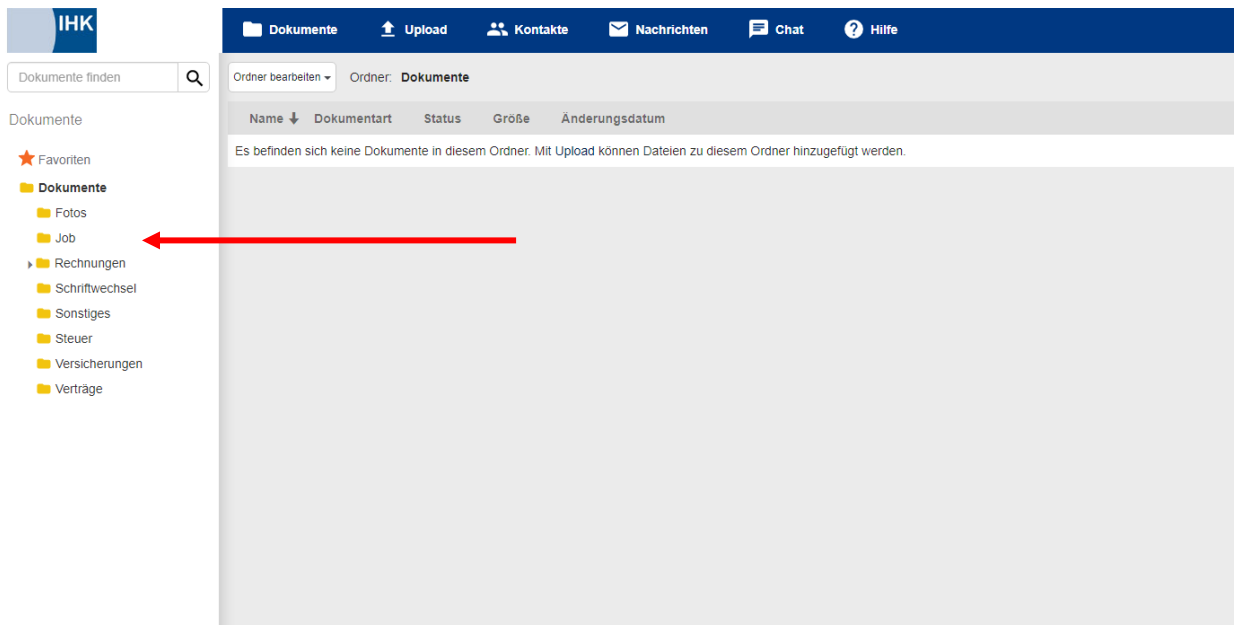 IHK
Dokumente Upload Kontakte Nachrichten Chat Hilfe
Dokumente finden
Ordner bearbeiten Ordner: Dokumente
Dokumente
Name Dokumentart Status Größe Änderungsdatum
Es befinden sich keine Dokumente in diesem Ordner. Mit Upload können Dateien zu diesem Ordner hinzugefügt werden.
Favoriten
Dokumente
Fotos
Job
Rechnungen
Schriftwechsel
Sonstiges
Steuer
Versicherungen
Verträge